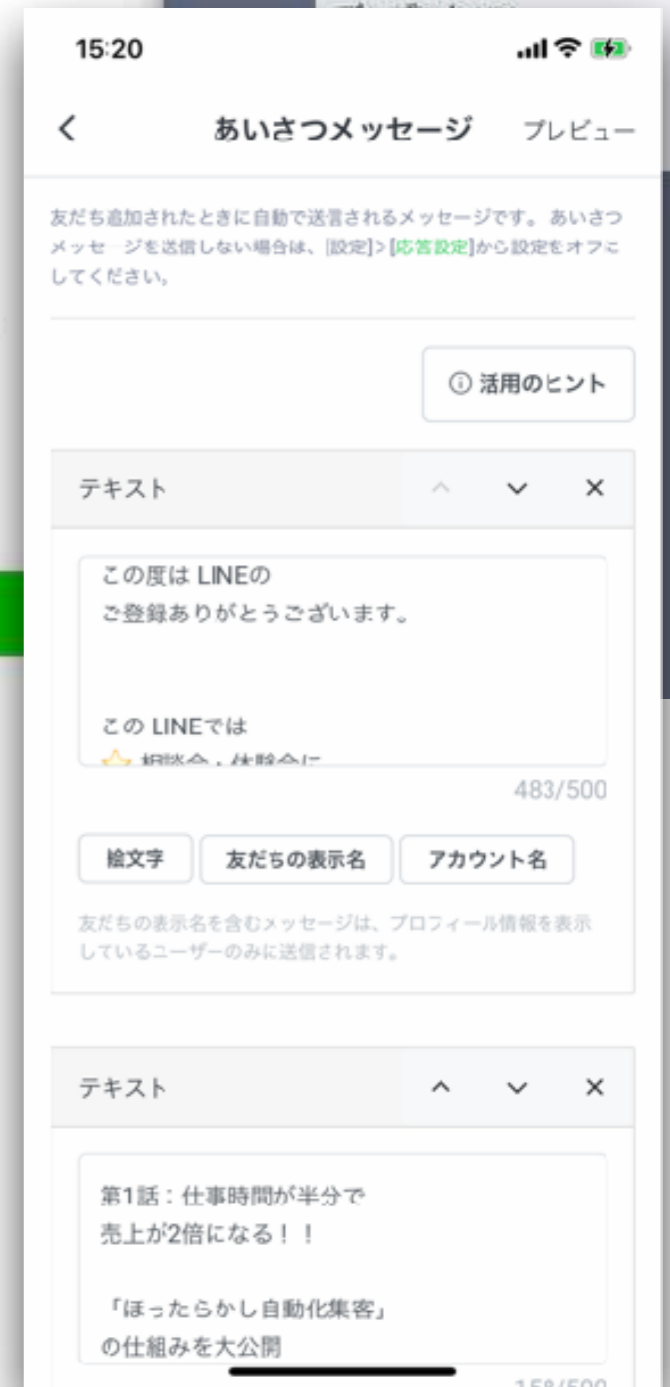 15:20
あいさつメッセージ プレビュー
友だち追加されたときに自動で送信されるメッセージです。 あいさつ
メッセージを送信しない場合は、[設定]>[応答設定]から設定をオフに
してください。
活用のヒント
テキスト
この度は LINEの
ご登録ありがとうございます。
この LINEでは
⭐ 相談会・体験会に
483/500
絵文字 友だちの表示名 アカウント名
友だちの表示名を含むメッセージは、プロフィール情報を表示
しているユーザーのみに送信されます。
テキスト
第1話：仕事時間が半分で
売上が2倍になる！！
「ほったらかし自動化集客」
の仕組みを大公開
158/500